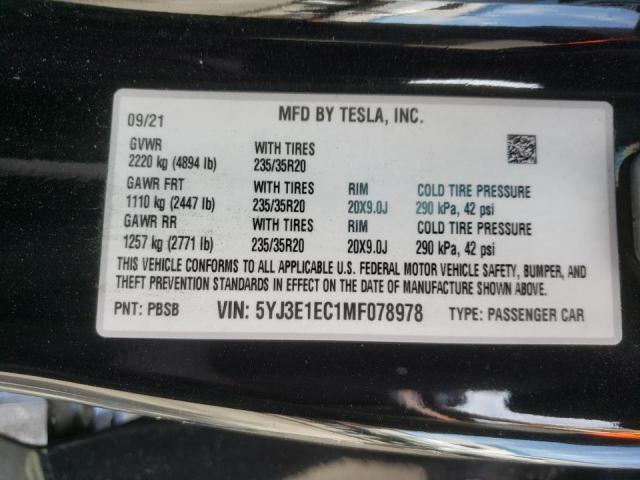 MFD BY TESLA, INC.
09/21
GVWR WITH TIRES
2220 kg (4894 lb) 235/35R20
GAWR FRT WITH TIRES RIM COLD TIRE PRESSURE
1110 kg (2447 lb) 235/35R20 20X9.0J 290 kPa, 42 psi
GAWR RR WITH TIRES RIM COLD TIRE PRESSURE
1257 kg (2771 lb) 235/35R20 20X9.0J 290 kPa, 42 psi
THIS VEHICLE CONFORMS TO ALL APPLICABLE U.S. FEDERAL MOTOR VEHICLE SAFETY, BUMPER, AND
THEFT PREVENTION STANDARDS IN EFFECT ON THE DATE OF MANUFACTURE SHOWN ABOVE.
PNT: PBSB VIN: 5YJ3E1EC1MF078978 TYPE: PASSENGER CAR